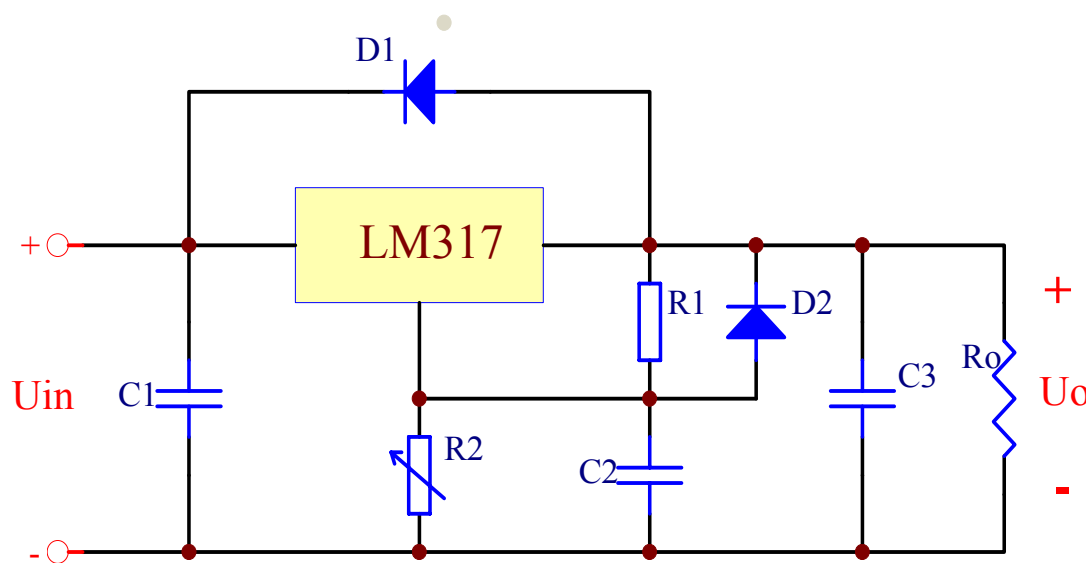 D1
LM317
+
R1
D2
+
Uin
C1
C3
Ro
Uo
R2
C2
-
-